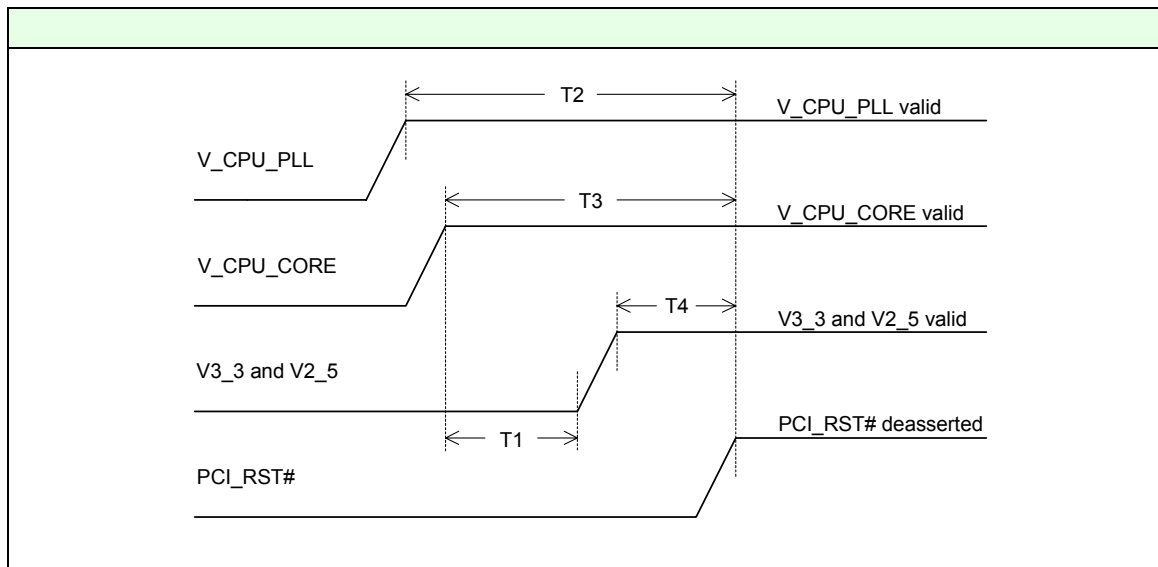 T2
V_CPU_PLL valid
V_CPU_PLL
T3
V_CPU_CORE valid
V_CPU_CORE
T4
V3_3 and V2_5 valid
V3_3 and V2_5
T1
PCI_RST# deasserted
PCI_RST#